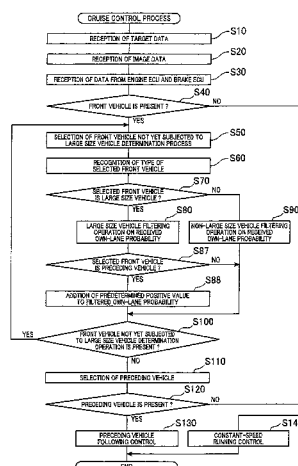 CRUISE CONTROL PROCESS
S10
RECEPTION OF TARGET DATA
S20
RECEPTION OF IMAGE DATA
S30
RECEPTION OF DATA FROM ENGINE ECU AND BRAKE ECU
S40
FRONT VEHICLE IS PRESENT ?
NO
YES
S50
SELECTION OF FRONT VEHICLE NOT YET SUBJECTED TO
LARGE SIZE VEHICLE DETERMINATION PROCESS
S60
RECOGNITION OF TYPE OF
SELECTED FRONT VEHICLE
S70
SELECTED FRONT VEHICLE
IS LARGE SIZE VEHICLE ?
NO
YES
S80
S90
LARGE SIZE VEHICLE FILTERING
OPERATION ON RECEIVED
OWN-LANE PROBABILITY
NON-LARGE SIZE VEHICLE FILTERING
OPERATION ON RECEIVED
OWN-LANE PROBABILITY
S87
SELECTED FRONT VEHICLE
IS PRECEDING VEHICLE ?
YES
S88
ADDITION OF PREDETERMINED POSITIVE VALUE
TO FILTERED OWN-LANE PROBABILITY
S100
YES
FRONT VEHICLE NOT YET
SUBJECTED TO LARGE SIZE VEHICLE DETERMINATION
OPERATION IS PRESENT ?
NO
S110
SELECTION OF PRECEDING VEHICLE
S120
PRECEDING VEHICLE IS PRESENT ?
NO
YES
S130
S14
PRECEDING VEHICLE
FOLLOWING CONTROL
CONSTANT-SPEED
RUNNING CONTROL
END